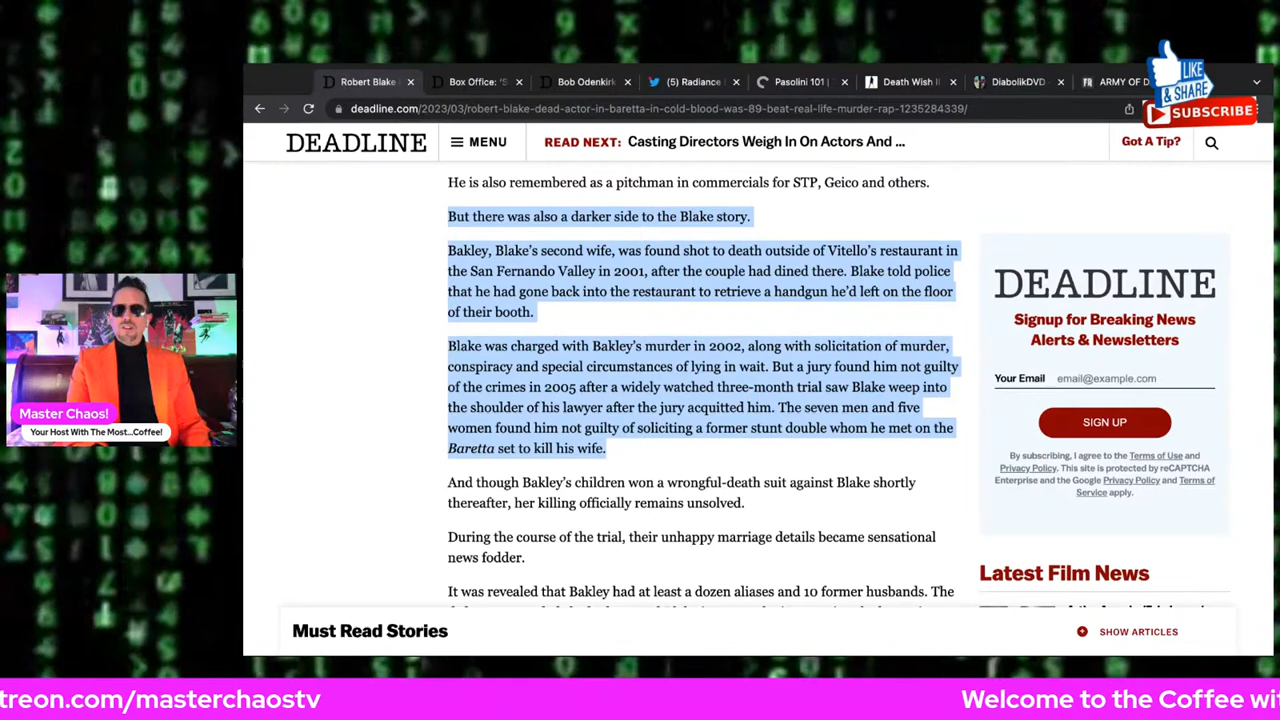 Robert Blake
Box Office: 'S
Bob Odenkirk
(5) Radiance
Pasolini 101 |
Death Wish I
DiabolikDVD
ARMY OF D
LIKE
& SHARE
SUBSCRIBE
deadline.com/2023/03/robert-blake-dead-actor-in-baretta-in-cold-blood-was-89-beat-real-life-murder-rap-1235284339/
DEADLINE
MENU
READ NEXT: Casting Directors Weigh In On Actors And ...
Got A Tip?
He is also remembered as a pitchman in commercials for STP, Geico and others.
But there was also a darker side to the Blake story.
Bakley, Blake's second wife, was found shot to death outside of Vitello's restaurant in
the San Fernando Valley in 2001, after the couple had dined there. Blake told police
that he had gone back into the restaurant to retrieve a handgun he'd left on the floor
of their booth.
Blake was charged with Bakley's murder in 2002, along with solicitation of murder,
conspiracy and special circumstances of lying in wait. But a jury found him not guilty
of the crimes in 2005 after a widely watched three-month trial saw Blake weep into
the shoulder of his lawyer after the jury acquitted him. The seven men and five
women found him not guilty of soliciting a former stunt double whom he met on the
Baretta set to kill his wife.
And though Bakley's children won a wrongful-death suit against Blake shortly
thereafter, her killing officially remains unsolved.
During the course of the trial, their unhappy marriage details became sensational
news fodder.
It was revealed that Bakley had at least a dozen aliases and 10 former husbands. The
DEADLINE
Signup for Breaking News
Alerts & Newsletters
Your Email email@example.com
SIGN UP
By subscribing, I agree to the Terms of Use and
Privacy Policy. This site is protected by reCAPTCHA
Enterprise and the Google Privacy Policy and Terms of
Service apply.
Latest Film News
Must Read Stories
SHOW ARTICLES
Master Chaos!
Your Host With The Most...Coffee!
treon.com/masterchaostv
Welcome to the Coffee wi